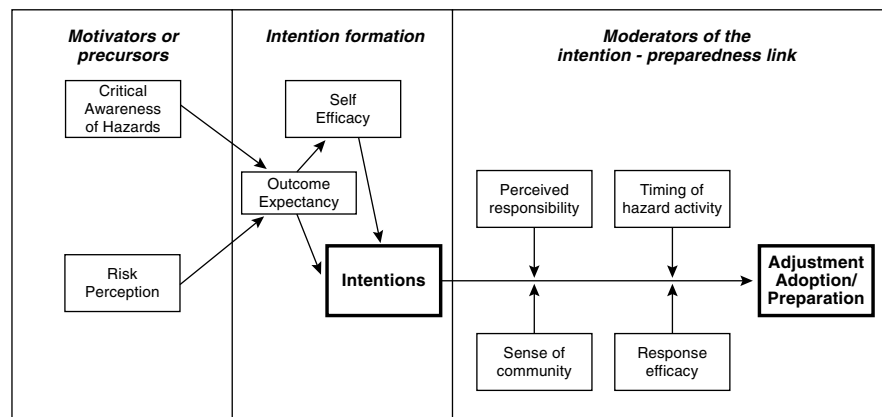 Motivators or
precursors
Intention formation
Moderators of the
intention - preparedness link
Critical
Awareness
of Hazards
Self
Efficacy
Outcome
Expectancy
Perceived
responsibility
Timing of
hazard activity
Risk
Perception
Intentions
Adjustment
Adoption/
Preparation
Sense of
community
Response
efficacy